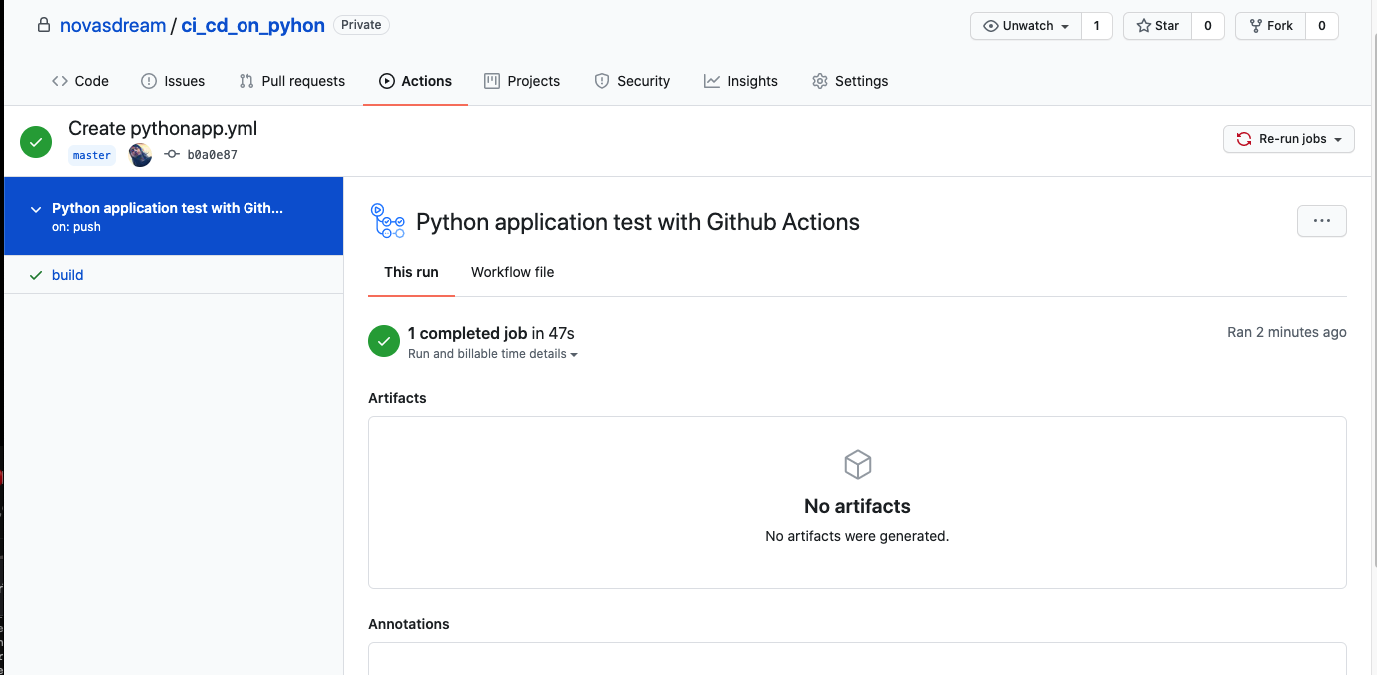 novasdream / ci_cd_on_pyhon Private
Unwatch 1 Star 0 Fork 0
Code Issues Pull requests Actions Projects Security Insights Settings
Create pythonapp.yml
master b0a0e87
Re-run jobs
Python application test with Gith...
on: push
build
Python application test with Github Actions
...
This run Workflow file
1 completed job in 47s
Ran 2 minutes ago
Run and billable time details
Artifacts
No artifacts
No artifacts were generated.
Annotations